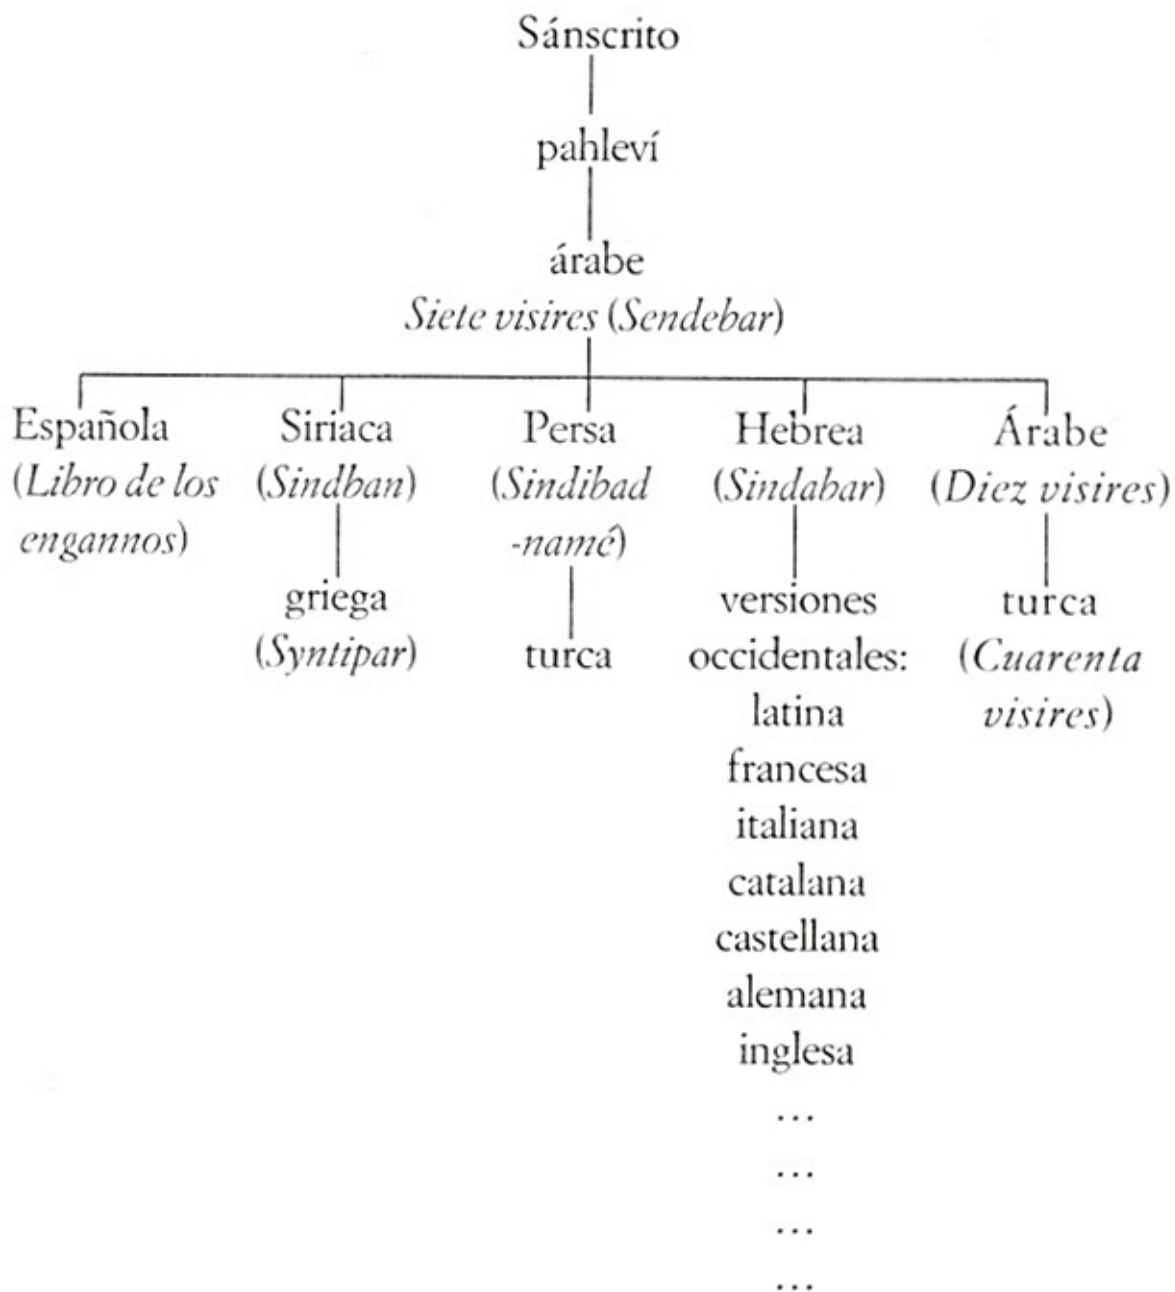 Sánscrito
pahleví
árabe
Siete visires (Sendebar)
Española
(Libro de los
engannos)
Siriaca
(Sindban)
griega
(Syntipar)
Persa
(Sindibad
-namé)
turca
Hebrea
(Sindabar)
versiones
occidentales:
latina
francesa
italiana
catalana
castellana
alemana
inglesa
...
...
...
...
Árabe
(Diez visires)
turca
(Cuarenta
visires)